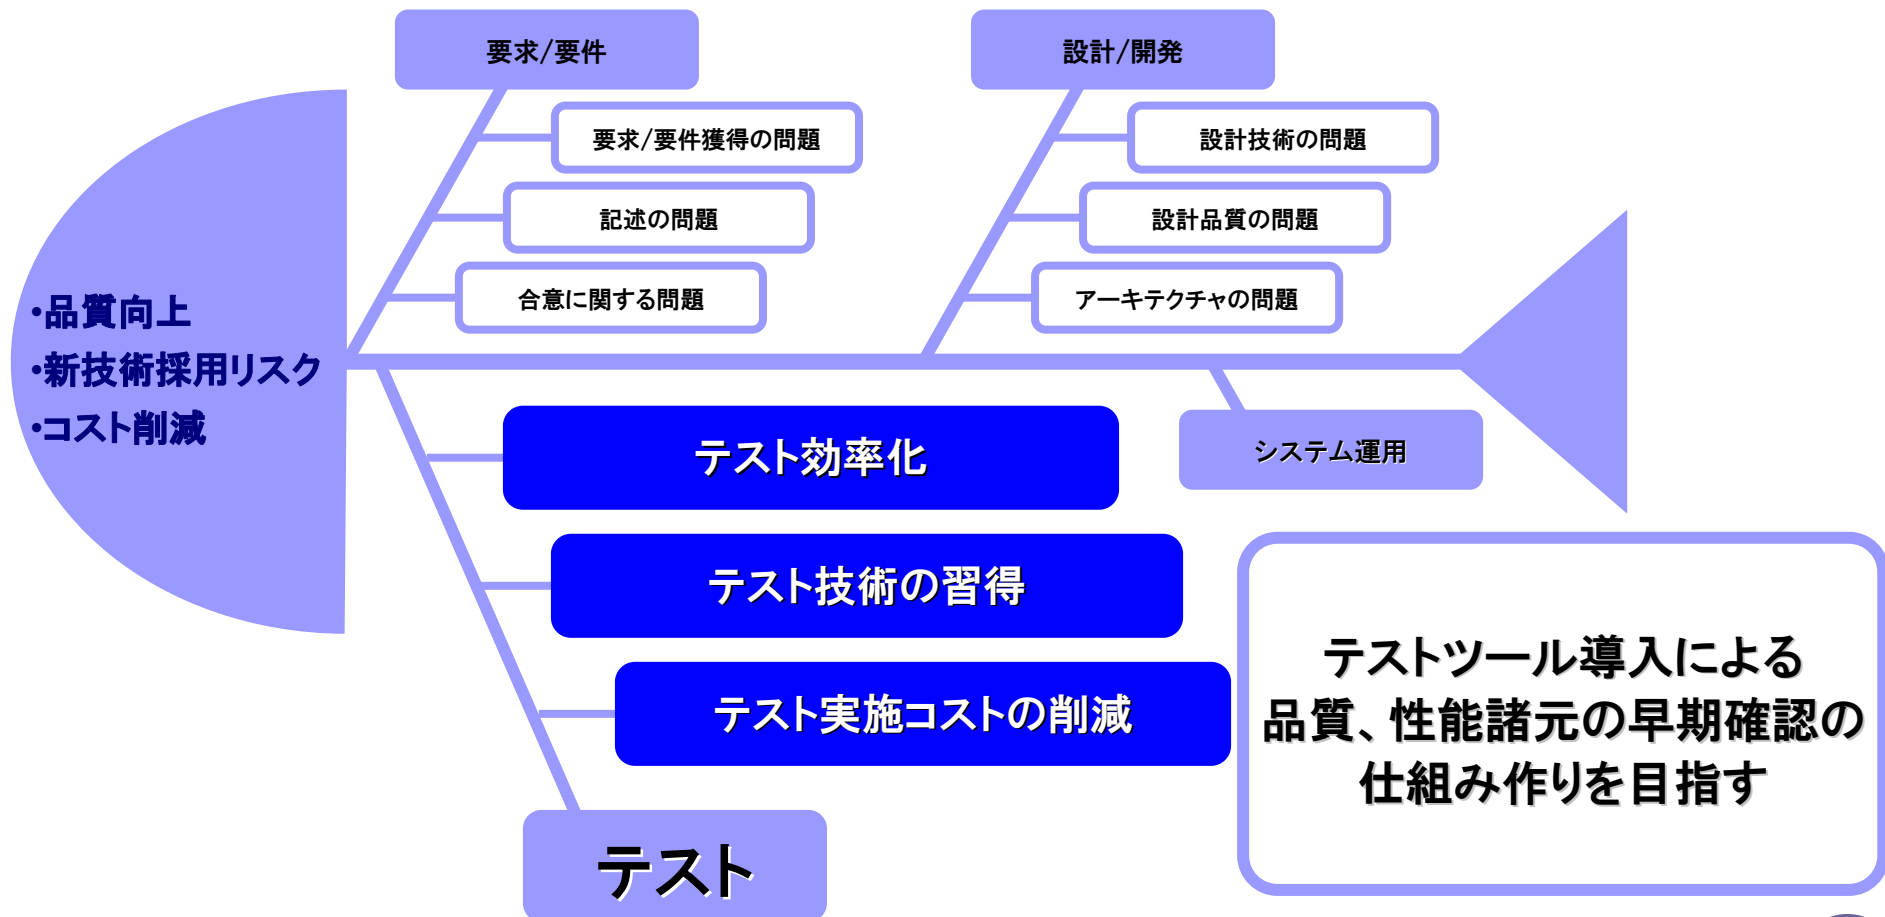 要求/要件
設計/開発
要求/要件獲得の問題
設計技術の問題
記述の問題
設計品質の問題
合意に関する問題
アーキテクチャの問題
・品質向上
・新技術採用リスク
・コスト削減
テスト効率化
システム運用
テスト技術の習得
テスト実施コストの削減
テストツール導入による
品質、性能諸元の早期確認の
仕組み作りを目指す
テスト